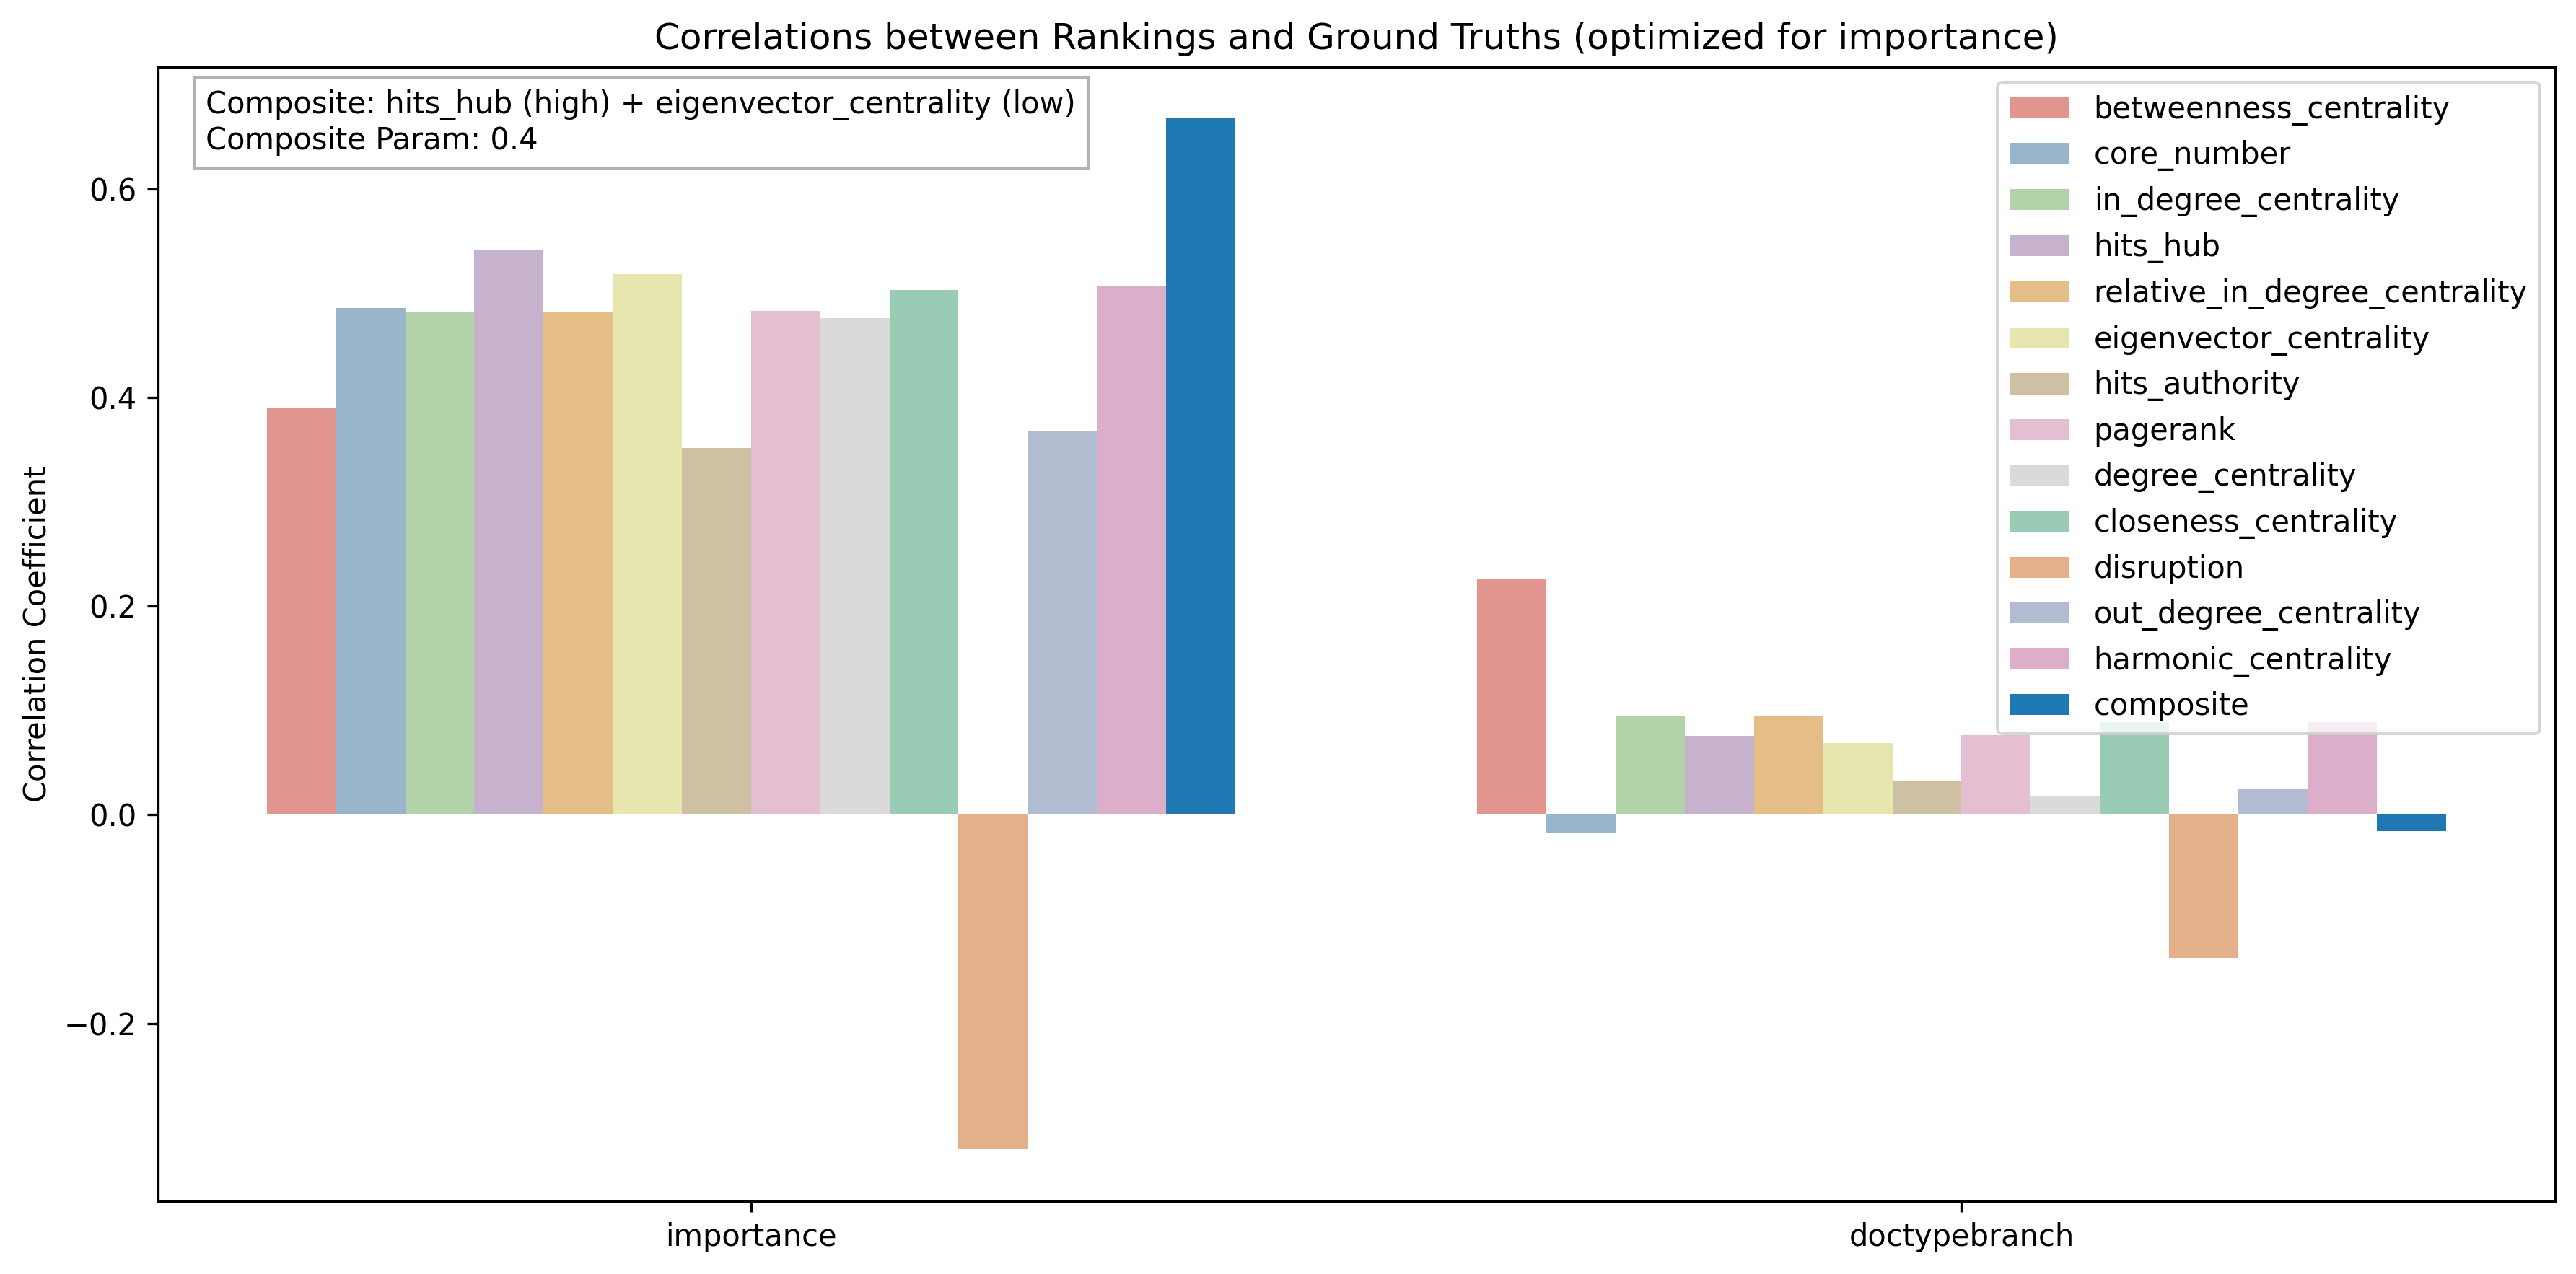 Correlations between Rankings and Ground Truths (optimized for importance)
Composite: hits_hub (high) + eigenvector_centrality (low)
Composite Param: 0.4
betweenness_centrality
core_number
in_degree_centrality
hits_hub
relative_in_degree_centrality
eigenvector_centrality
hits_authority
pagerank
degree_centrality
closeness_centrality
disruption
out_degree_centrality
harmonic_centrality
composite
Correlation Coefficient
0.6
0.4
0.2
0.0
−0.2
importance
doctypebranch